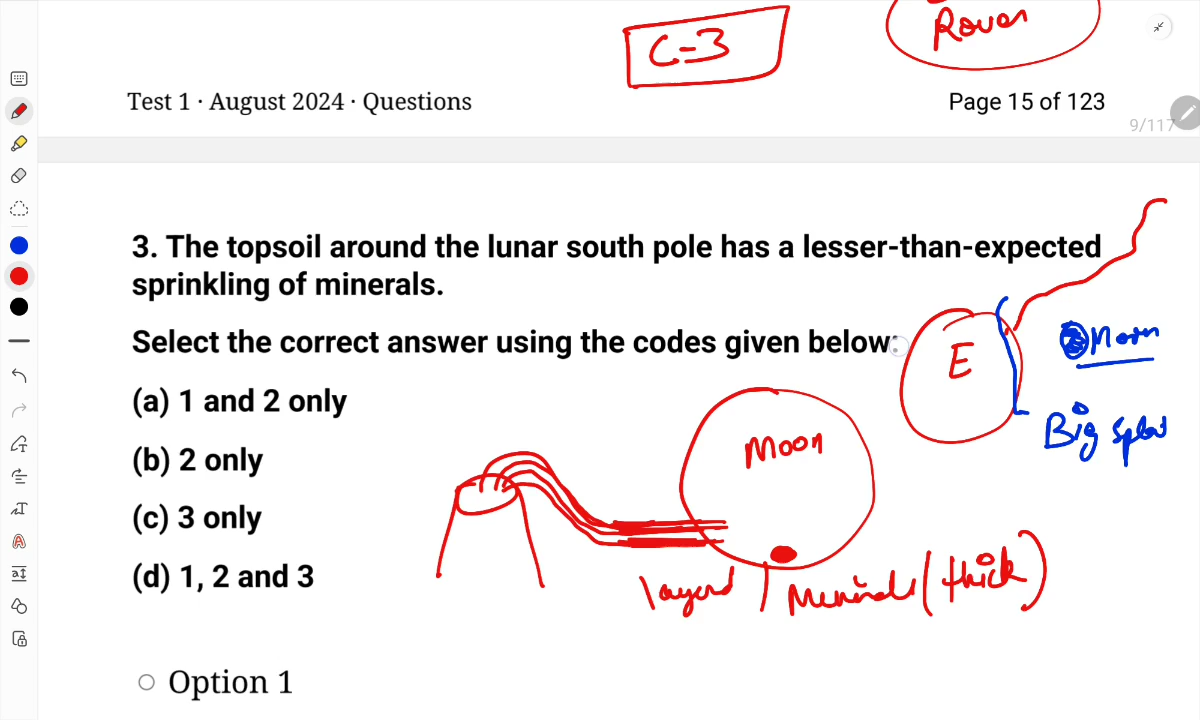 C-3
Rover
Test 1 · August 2024 · Questions
Page 15 of 123
9/117
3. The topsoil around the lunar south pole has a lesser-than-expected
sprinkling of minerals.
Select the correct answer using the codes given below:
E
Moon
Big Splat
(a) 1 and 2 only
Moon
(b) 2 only
(c) 3 only
(d) 1, 2 and 3
layers / Minerals (thick)
Option 1